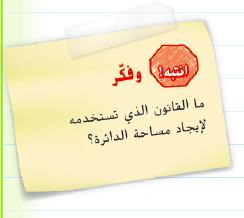 انتبه! وفكّر
ما القانون الذي تستخدمه
لإيجاد مساحة الدائرة؟